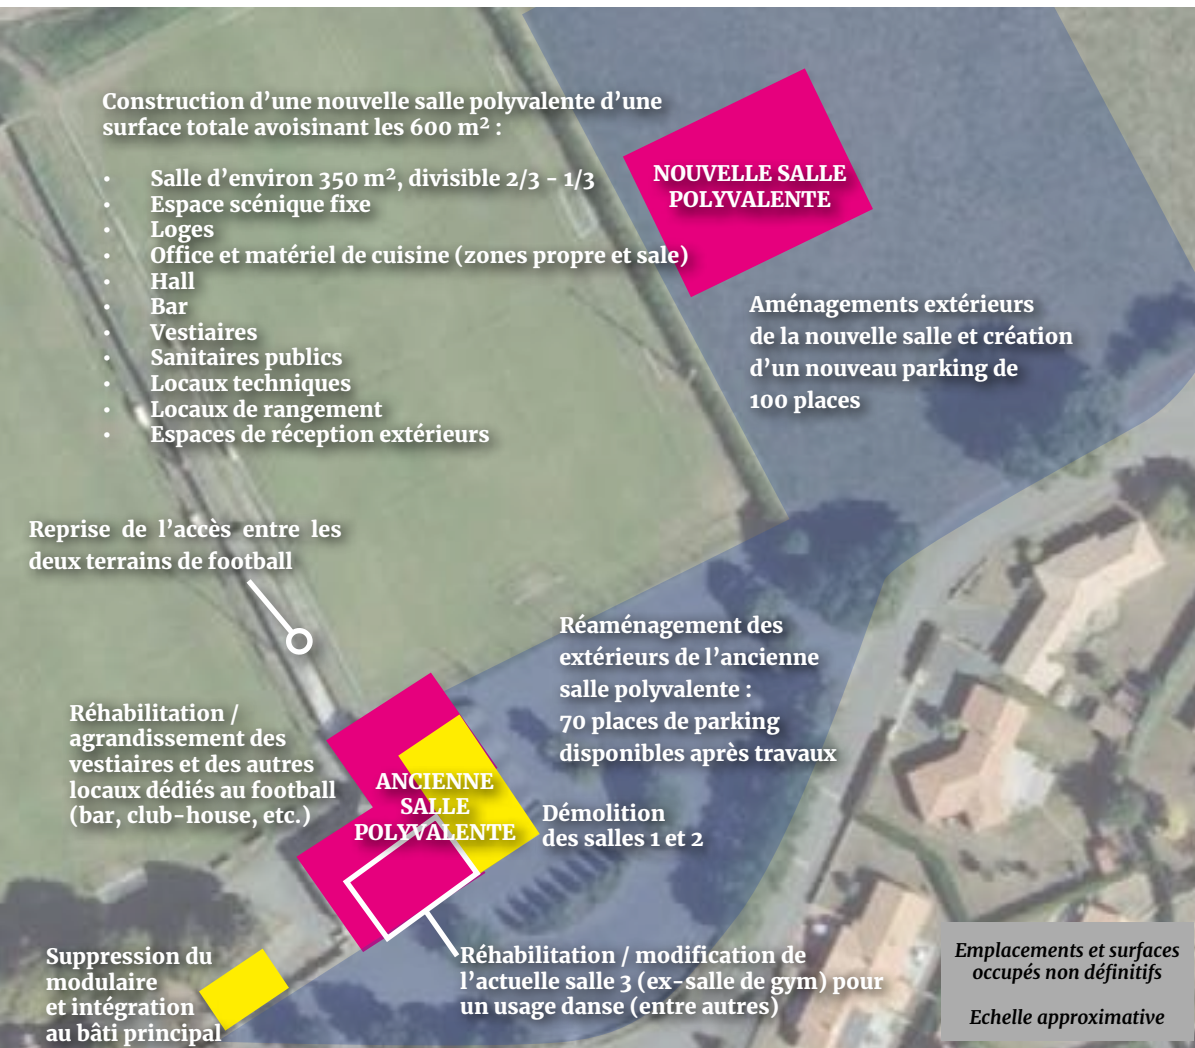 Construction d’une nouvelle salle polyvalente d’une
surface totale avoisinant les 600 m² :
• Salle d’environ 350 m², divisible 2/3 - 1/3
• Espace scénique fixe
• Loges
• Office et matériel de cuisine (zones propre et sale)
• Hall
• Bar
• Vestiaires
• Sanitaires publics
• Locaux techniques
• Locaux de rangement
• Espaces de réception extérieurs
NOUVELLE SALLE
POLYVALENTE
Aménagements extérieurs
de la nouvelle salle et création
d’un nouveau parking de
100 places
Reprise de l’accès entre les
deux terrains de football
Réaménagement des
extérieurs de l’ancienne
salle polyvalente :
70 places de parking
disponibles après travaux
Réhabilitation /
agrandissement des
vestiaires et des autres
locaux dédiés au football
(bar, club-house, etc.)
ANCIENNE
SALLE
POLYVALENTE
Démolition
des salles 1 et 2
Suppression du
modulaire
et intégration
au bâti principal
Réhabilitation / modification de
l’actuelle salle 3 (ex-salle de gym) pour
un usage danse (entre autres)
Emplacements et surfaces
occupés non définitifs
Echelle approximative